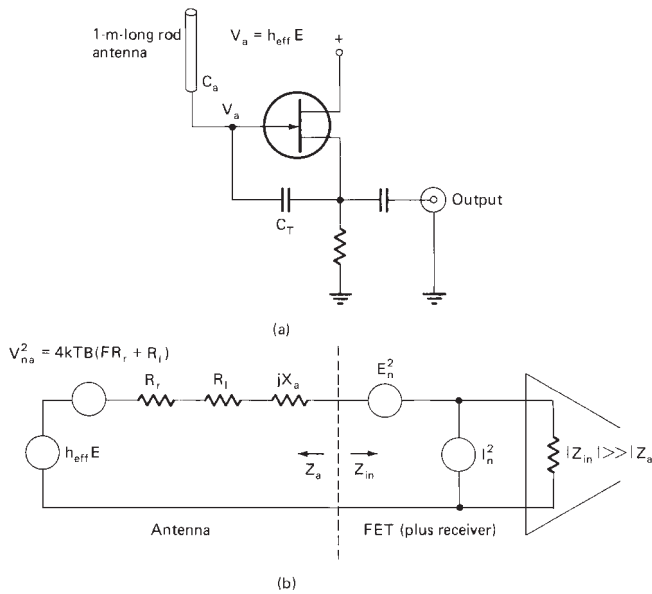 1-m-long rod
antenna
V_a = h_eff E
+
C_a
V_a
C_T
Output
(a)
V_na^2 = 4kTB(FR_r + R_l)
R_r
R_l
jX_a
E_n^2
h_eff E
Z_a
Z_in
I_n^2
|Z_in|>>|Z_a
Antenna
FET (plus receiver)
(b)